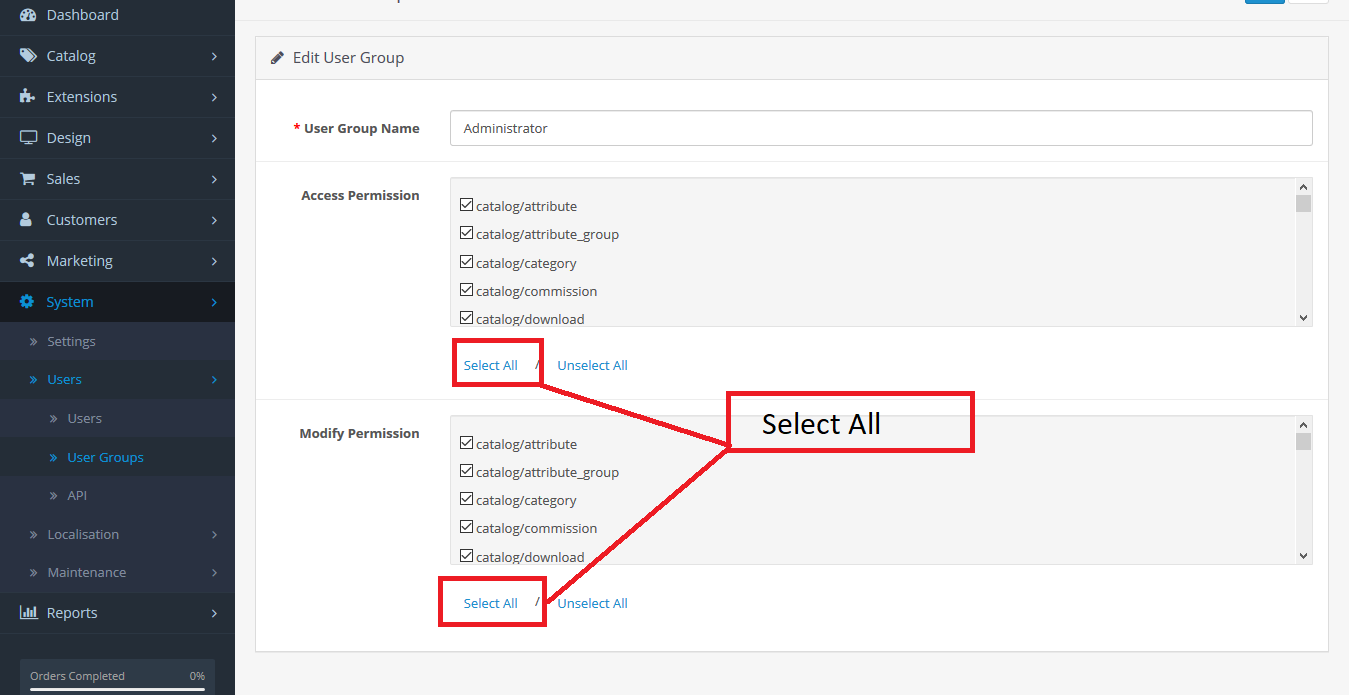 Dashboard
Catalog
Extensions
Design
Sales
Customers
Marketing
System
Settings
Users
Users
User Groups
API
Localisation
Maintenance
Reports
Orders Completed 0%
Edit User Group
* User Group Name
Administrator
Access Permission
catalog/attribute
catalog/attribute_group
catalog/category
catalog/commission
catalog/download
Select All / Unselect All
Select All
Modify Permission
catalog/attribute
catalog/attribute_group
catalog/category
catalog/commission
catalog/download
Select All / Unselect All